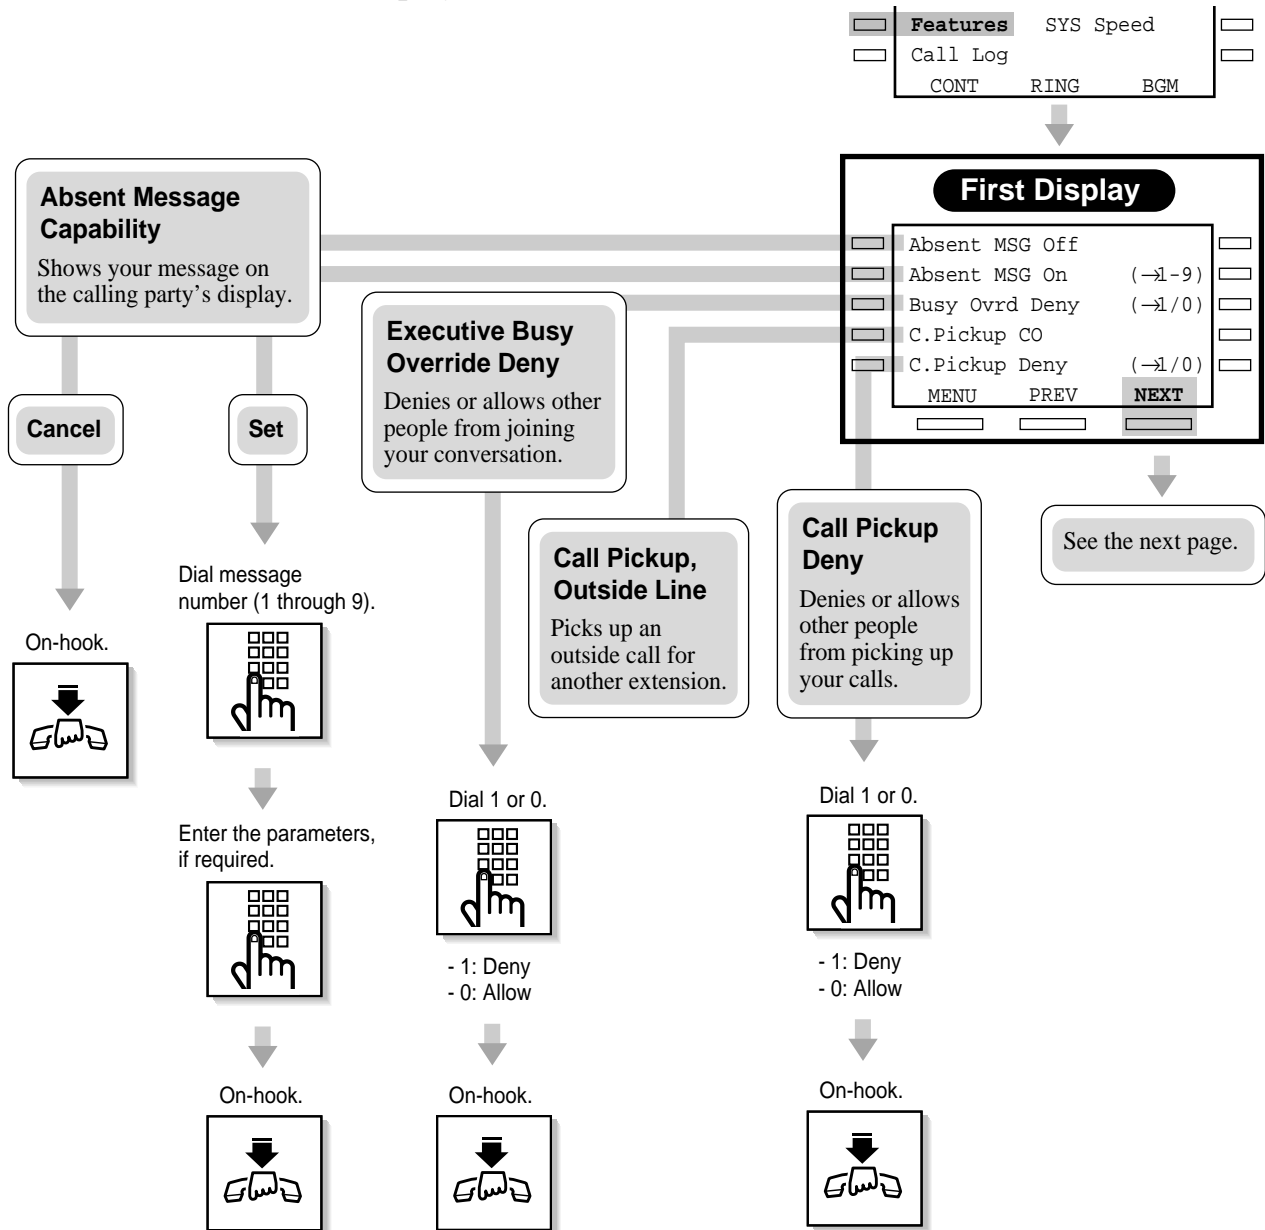 Features SYS Speed
Call Log
CONT RING BGM
First Display
Absent MSG Off
Absent MSG On (→1-9)
Busy Ovrd Deny (→1/0)
C.Pickup CO
C.Pickup Deny (→1/0)
MENU PREV NEXT
Absent Message
Capability
Shows your message on
the calling party's display.
Cancel
Set
Executive Busy
Override Deny
Denies or allows other
people from joining
your conversation.
Call Pickup,
Outside Line
Picks up an
outside call for
another extension.
Call Pickup
Deny
Denies or allows
other people
from picking up
your calls.
See the next page.
On-hook.
Dial message
number (1 through 9).
Enter the parameters,
if required.
On-hook.
Dial 1 or 0.
- 1: Deny
- 0: Allow
On-hook.
Dial 1 or 0.
- 1: Deny
- 0: Allow
On-hook.